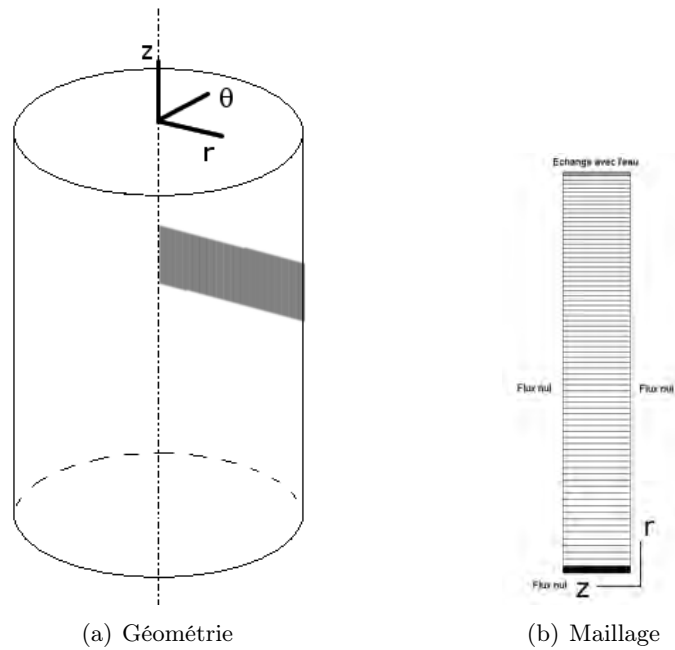 z
θ
r
Echange avec l'eau
Flux nul
Flux nul
r
Flux nul
z
(a) Géométrie
(b) Maillage